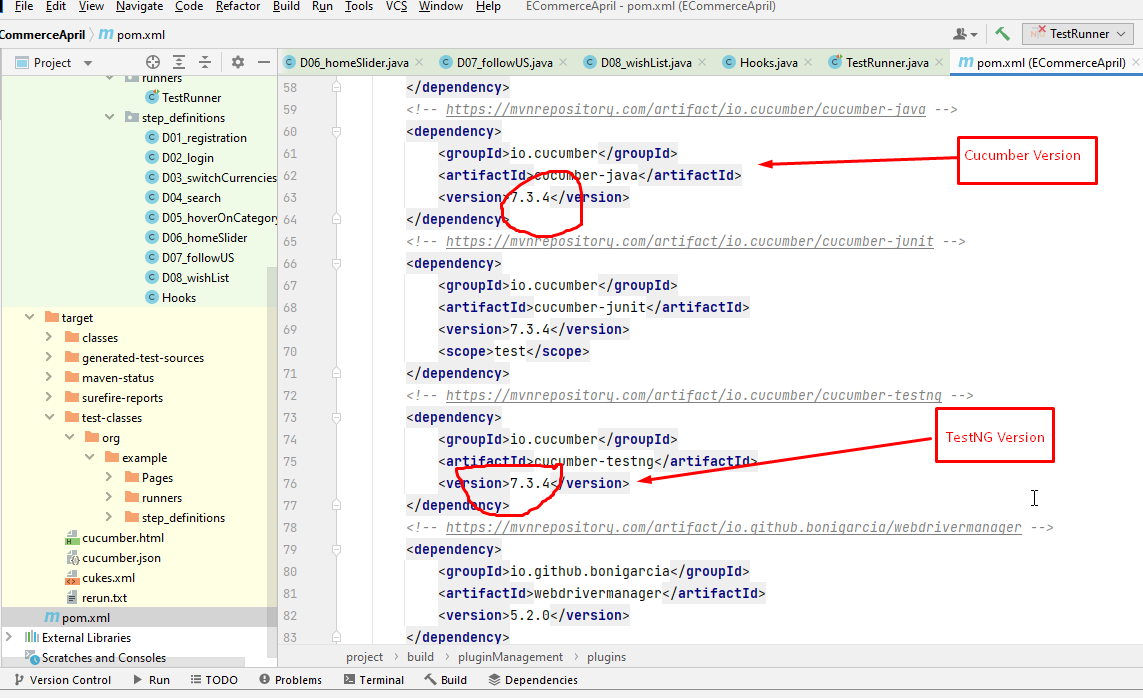 File Edit View Navigate Code Refactor Build Run Tools VCS Window Help ECommerceApril - pom.xml (ECommerceApril)
CommerceApril pom.xml
TestRunner
Project
D06_homeSlider.java D07_followUS.java D08_wishList.java Hooks.java TestRunner.java pom.xml (ECommerceApril)
runners
TestRunner
step_definitions
D01_registration
D02_login
D03_switchCurrencies
D04_search
D05_hoverOnCategory
D06_homeSlider
D07_followUS
D08_wishList
Hooks
target
classes
generated-test-sources
maven-status
surefire-reports
test-classes
org
example
Pages
runners
step_definitions
cucumber.html
cucumber.json
cukes.xml
rerun.txt
pom.xml
External Libraries
Scratches and Consoles
58 </dependency>
59 <!-- https://mvnrepository.com/artifact/io.cucumber/cucumber-java -->
60 <dependency>
61 <groupId>io.cucumber</groupId>
62 <artifactId>cucumber-java</artifactId>
63 <version>7.3.4</version>
64 </dependency>
65 <!-- https://mvnrepository.com/artifact/io.cucumber/cucumber-junit -->
66 <dependency>
67 <groupId>io.cucumber</groupId>
68 <artifactId>cucumber-junit</artifactId>
69 <version>7.3.4</version>
70 <scope>test</scope>
71 </dependency>
72 <!-- https://mvnrepository.com/artifact/io.cucumber/cucumber-testng -->
73 <dependency>
74 <groupId>io.cucumber</groupId>
75 <artifactId>cucumber-testng</artifactId>
76 <version>7.3.4</version>
77 </dependency>
78 <!-- https://mvnrepository.com/artifact/io.github.bonigarcia/webdrivermanager -->
79 <dependency>
80 <groupId>io.github.bonigarcia</groupId>
81 <artifactId>webdrivermanager</artifactId>
82 <version>5.2.0</version>
83 </dependency>
Cucumber Version
TestNG Version
project build pluginManagement plugins
Version Control Run TODO Problems Terminal Build Dependencies